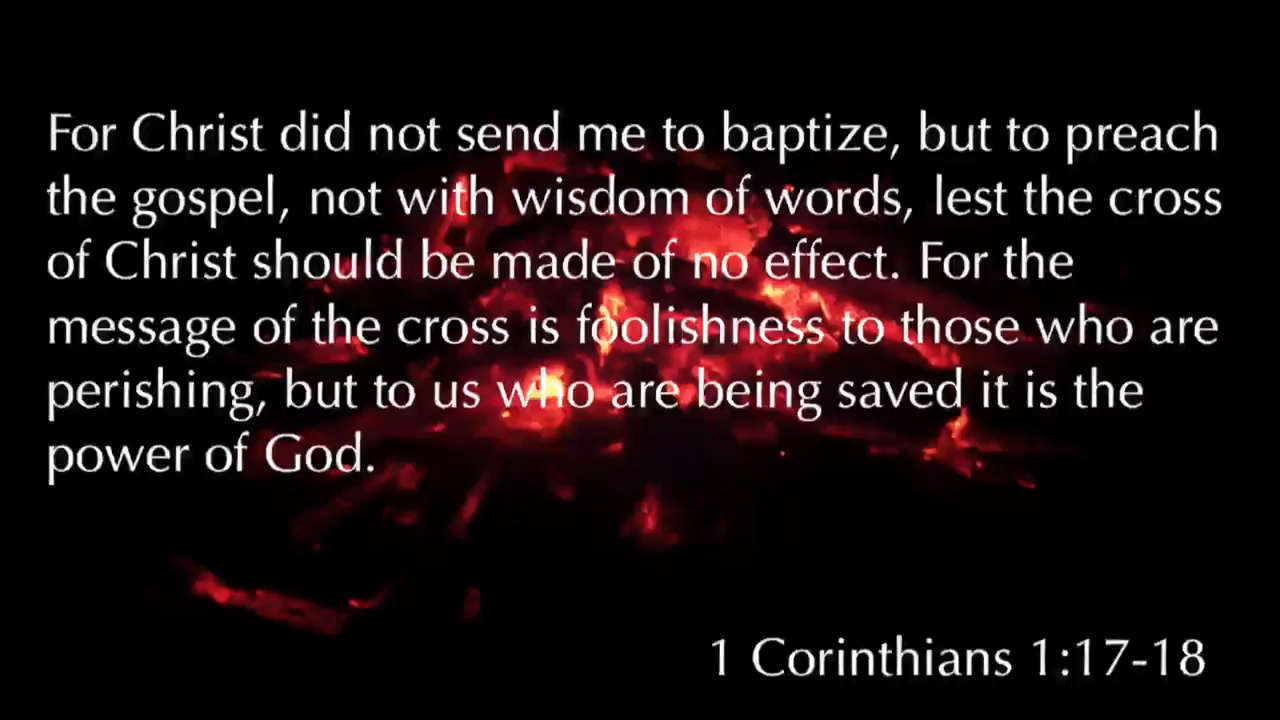 For Christ did not send me to baptize, but to preach
the gospel, not with wisdom of words, lest the cross
of Christ should be made of no effect. For the
message of the cross is foolishness to those who are
perishing, but to us who are being saved it is the
power of God.
1 Corinthians 1:17-18